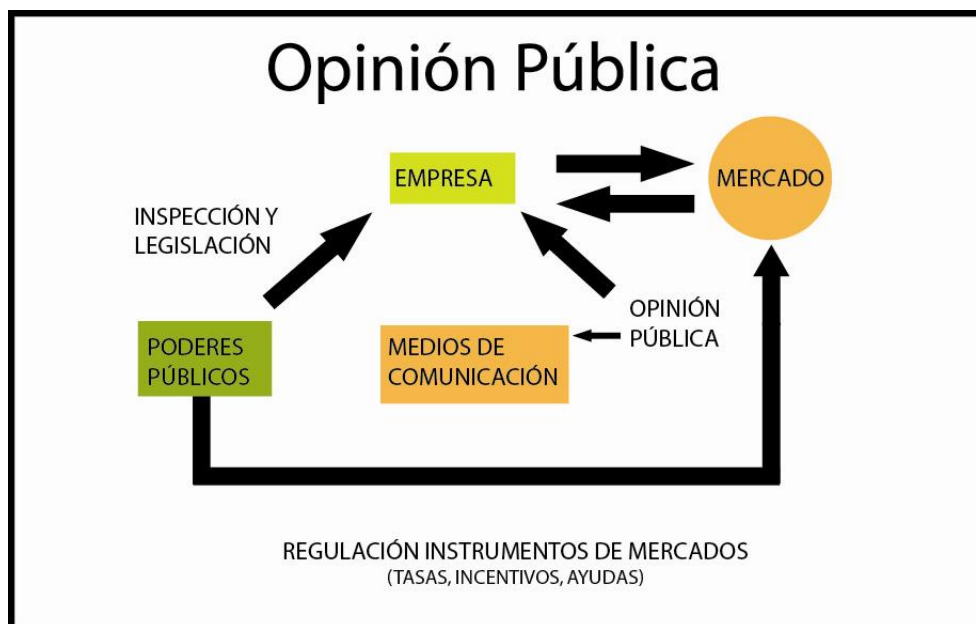 Opinión Pública
EMPRESA
MERCADO
INSPECCIÓN Y
LEGISLACIÓN
OPINIÓN
PÚBLICA
PODERES
PÚBLICOS
MEDIOS DE
COMUNICACIÓN
REGULACIÓN INSTRUMENTOS DE MERCADOS
(TASAS, INCENTIVOS, AYUDAS)